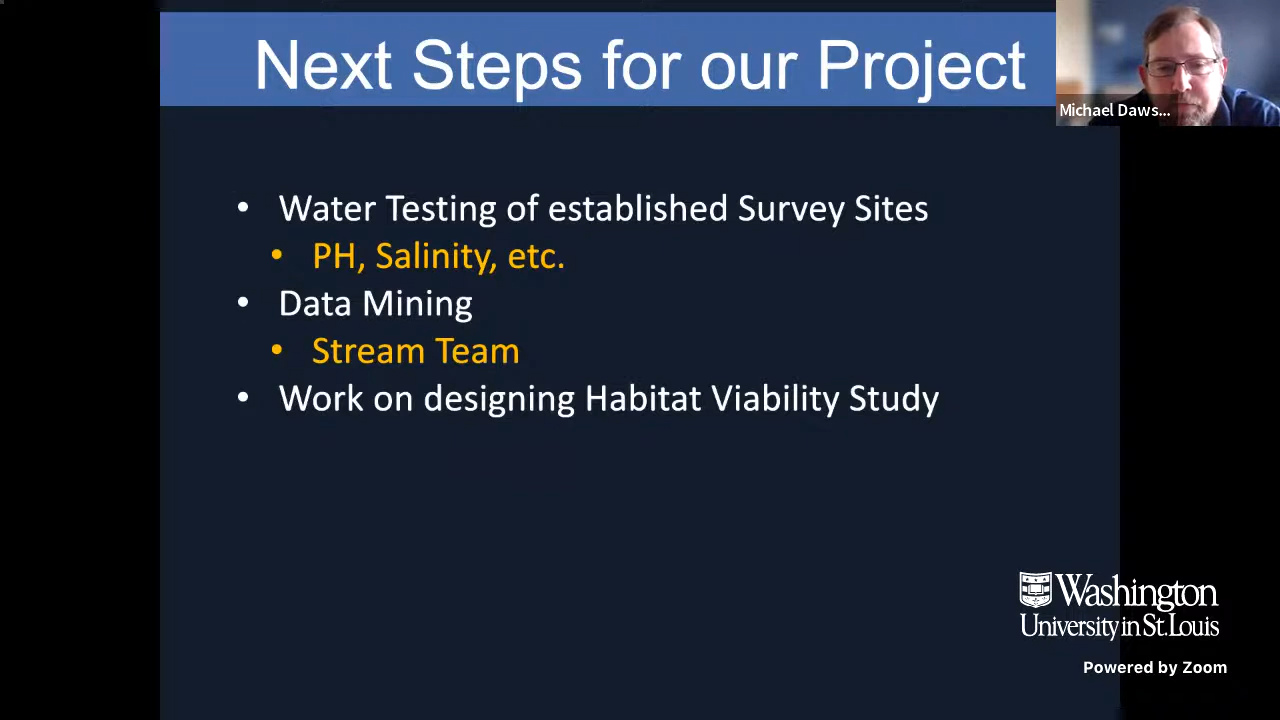 Next Steps for our Project
Michael Daws...
• Water Testing of established Survey Sites
• PH, Salinity, etc.
• Data Mining
• Stream Team
• Work on designing Habitat Viability Study
Washington
University in St. Louis
Powered by Zoom